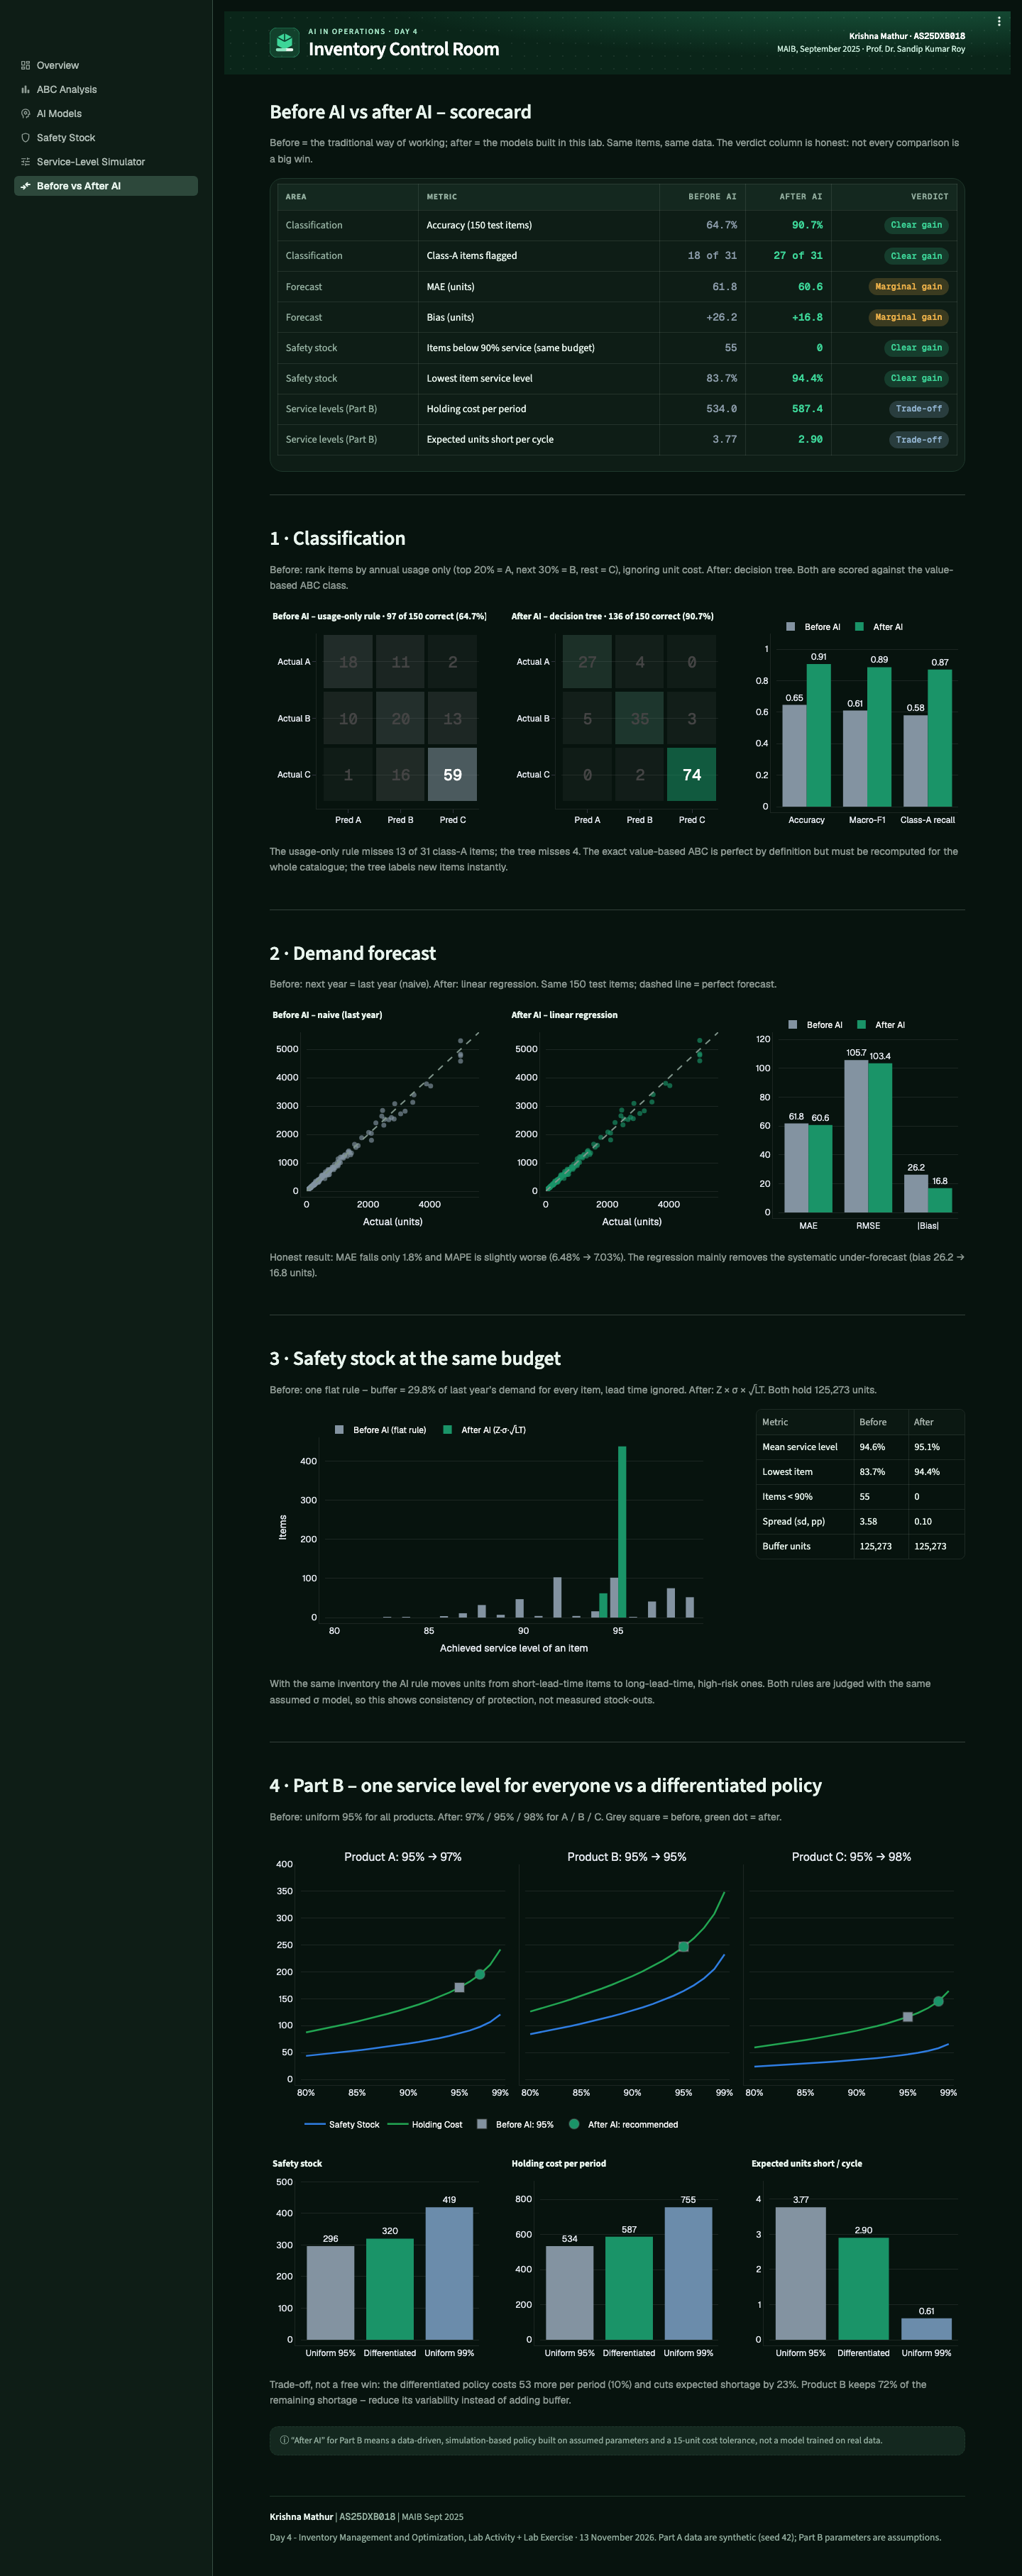 Overview
ABC Analysis
AI Models
Safety Stock
Service-Level Simulator
Before vs After AI
AI IN OPERATIONS · DAY 4
Inventory Control Room
Krishna Mathur · AS25DXB018
MAIB, September 2025 · Prof. Dr. Sandip Kumar Roy
Before AI vs after AI – scorecard
Before = the traditional way of working; after = the models built in this lab. Same items, same data. The verdict column is honest: not every comparison is
a big win.
AREA METRIC BEFORE AI AFTER AI VERDICT
Classification Accuracy (150 test items) 64.7% 90.7% Clear gain
Classification Class-A items flagged 18 of 31 27 of 31 Clear gain
Forecast MAE (units) 61.8 60.6 Marginal gain
Forecast Bias (units) +26.2 +16.8 Marginal gain
Safety stock Items below 90% service (same budget) 55 0 Clear gain
Safety stock Lowest item service level 83.7% 94.4% Clear gain
Service levels (Part B) Holding cost per period 534.0 587.4 Trade-off
Service levels (Part B) Expected units short per cycle 3.77 2.90 Trade-off
1 · Classification
Before: rank items by annual usage only (top 20% = A, next 30% = B, rest = C), ignoring unit cost. After: decision tree. Both are scored against the value-
based ABC class.
Before AI – usage-only rule · 97 of 150 correct (64.7%)
Actual A 18 11 2
Actual B 10 20 13
Actual C 1 16 59
Pred A Pred B Pred C
After AI – decision tree · 136 of 150 correct (90.7%)
Actual A 27 4 0
Actual B 5 35 3
Actual C 0 2 74
Pred A Pred B Pred C
Before AI After AI
1
0.8
0.6
0.4
0.2
0
0.65 0.91 0.61 0.89 0.58 0.87
Accuracy Macro-F1 Class-A recall
The usage-only rule misses 13 of 31 class-A items; the tree misses 4. The exact value-based ABC is perfect by definition but must be recomputed for the
whole catalogue; the tree labels new items instantly.
2 · Demand forecast
Before: next year = last year (naive). After: linear regression. Same 150 test items; dashed line = perfect forecast.
Before AI – naive (last year)
5000
4000
3000
2000
1000
0
0 2000 4000
Actual (units)
After AI – linear regression
5000
4000
3000
2000
1000
0
0 2000 4000
Actual (units)
Before AI After AI
120
100
80
60
40
20
0
61.8 60.6 105.7 103.4 26.2 16.8
MAE RMSE |Bias|
Honest result: MAE falls only 1.8% and MAPE is slightly worse (6.48% → 7.03%). The regression mainly removes the systematic under-forecast (bias 26.2 →
16.8 units).
3 · Safety stock at the same budget
Before: one flat rule – buffer = 29.8% of last year's demand for every item, lead time ignored. After: Z × σ × √LT. Both hold 125,273 units.
Before AI (flat rule) After AI (Z·σ·√LT)
Items
400
300
200
100
0
80 85 90 95
Achieved service level of an item
Metric Before After
Mean service level 94.6% 95.1%
Lowest item 83.7% 94.4%
Items < 90% 55 0
Spread (sd, pp) 3.58 0.10
Buffer units 125,273 125,273
With the same inventory the AI rule moves units from short-lead-time items to long-lead-time, high-risk ones. Both rules are judged with the same
assumed σ model, so this shows consistency of protection, not measured stock-outs.
4 · Part B – one service level for everyone vs a differentiated policy
Before: uniform 95% for all products. After: 97% / 95% / 98% for A / B / C. Grey square = before, green dot = after.
Product A: 95% → 97% Product B: 95% → 95% Product C: 95% → 98%
400
350
300
250
200
150
100
50
0
80% 85% 90% 95% 99% 80% 85% 90% 95% 99% 80% 85% 90% 95% 99%
Safety Stock Holding Cost Before AI: 95% After AI: recommended
Safety stock
500
400
300
200
100
0
296 320 419
Uniform 95% Differentiated Uniform 99%
Holding cost per period
800
600
400
200
0
534 587 755
Uniform 95% Differentiated Uniform 99%
Expected units short / cycle
4
3
2
1
0
3.77 2.90 0.61
Uniform 95% Differentiated Uniform 99%
Trade-off, not a free win: the differentiated policy costs 53 more per period (10%) and cuts expected shortage by 23%. Product B keeps 72% of the
remaining shortage – reduce its variability instead of adding buffer.
"After AI" for Part B means a data-driven, simulation-based policy built on assumed parameters and a 15-unit cost tolerance, not a model trained on real data.
Krishna Mathur | AS25DXB018 | MAIB Sept 2025
Day 4 - Inventory Management and Optimization, Lab Activity + Lab Exercise · 13 November 2026. Part A data are synthetic (seed 42); Part B parameters are assumptions.